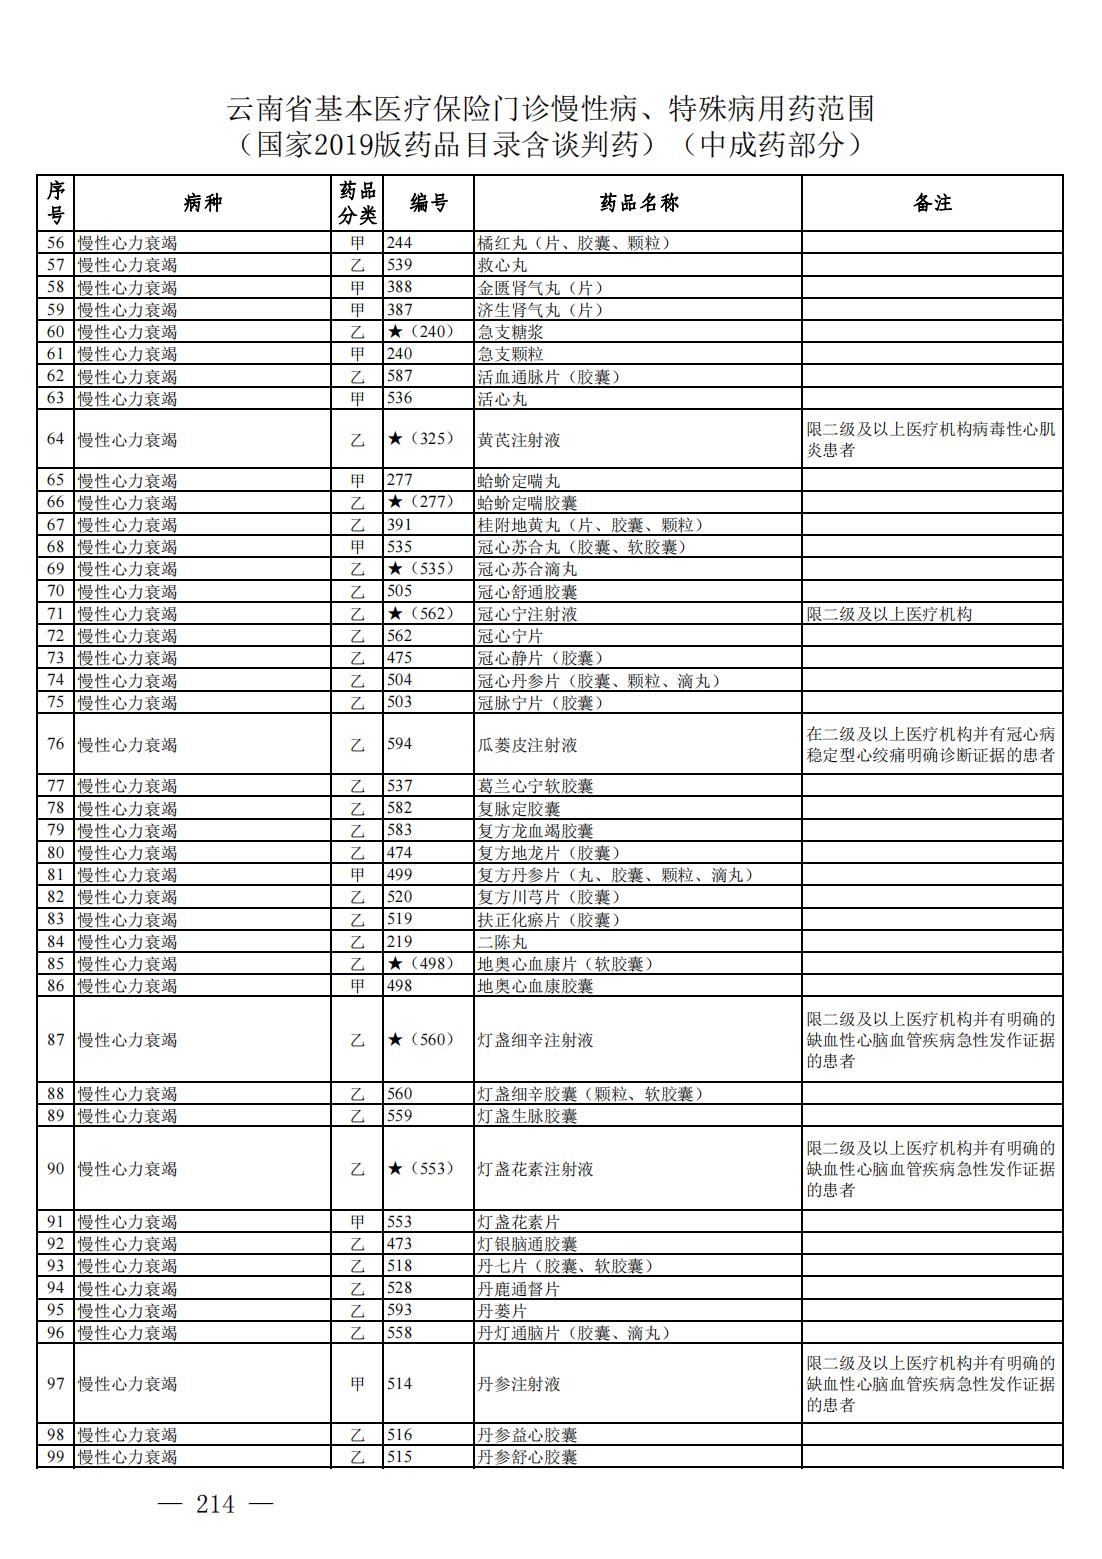 云南省基本医疗保险门诊慢性病、特殊病用药范围
（国家2019版药品目录含谈判药）（中成药部分）
序号 病种 药品分类 编号 药品名称 备注
56 慢性心力衰竭 甲 244 橘红丸（片、胶囊、颗粒）
57 慢性心力衰竭 乙 539 救心丸
58 慢性心力衰竭 甲 388 金匮肾气丸（片）
59 慢性心力衰竭 甲 387 济生肾气丸（片）
60 慢性心力衰竭 乙 ★（240） 急支糖浆
61 慢性心力衰竭 甲 240 急支颗粒
62 慢性心力衰竭 乙 587 活血通脉片（胶囊）
63 慢性心力衰竭 甲 536 活心丸
64 慢性心力衰竭 乙 ★（325） 黄芪注射液 限二级及以上医疗机构病毒性心肌
炎患者
65 慢性心力衰竭 甲 277 蛤蚧定喘丸
66 慢性心力衰竭 乙 ★（277） 蛤蚧定喘胶囊
67 慢性心力衰竭 乙 391 桂附地黄丸（片、胶囊、颗粒）
68 慢性心力衰竭 甲 535 冠心苏合丸（胶囊、软胶囊）
69 慢性心力衰竭 乙 ★（535） 冠心苏合滴丸
70 慢性心力衰竭 乙 505 冠心舒通胶囊
71 慢性心力衰竭 乙 ★（562） 冠心宁注射液 限二级及以上医疗机构
72 慢性心力衰竭 乙 562 冠心宁片
73 慢性心力衰竭 乙 475 冠心静片（胶囊）
74 慢性心力衰竭 乙 504 冠心丹参片（胶囊、颗粒、滴丸）
75 慢性心力衰竭 乙 503 冠脉宁片（胶囊）
76 慢性心力衰竭 乙 594 瓜蒌皮注射液 在二级及以上医疗机构并有冠心病
稳定型心绞痛明确诊断证据的患者
77 慢性心力衰竭 乙 537 葛兰心宁软胶囊
78 慢性心力衰竭 乙 582 复脉定胶囊
79 慢性心力衰竭 乙 583 复方龙血竭胶囊
80 慢性心力衰竭 乙 474 复方地龙片（胶囊）
81 慢性心力衰竭 甲 499 复方丹参片（丸、胶囊、颗粒、滴丸）
82 慢性心力衰竭 乙 520 复方川芎片（胶囊）
83 慢性心力衰竭 乙 519 扶正化瘀片（胶囊）
84 慢性心力衰竭 乙 219 二陈丸
85 慢性心力衰竭 乙 ★（498） 地奥心血康片（软胶囊）
86 慢性心力衰竭 甲 498 地奥心血康胶囊
87 慢性心力衰竭 乙 ★（560） 灯盏细辛注射液 限二级及以上医疗机构并有明确的
缺血性心脑血管疾病急性发作证据
的患者
88 慢性心力衰竭 乙 560 灯盏细辛胶囊（颗粒、软胶囊）
89 慢性心力衰竭 乙 559 灯盏生脉胶囊
90 慢性心力衰竭 乙 ★（553） 灯盏花素注射液 限二级及以上医疗机构并有明确的
缺血性心脑血管疾病急性发作证据
的患者
91 慢性心力衰竭 甲 553 灯盏花素片
92 慢性心力衰竭 乙 473 灯银脑通胶囊
93 慢性心力衰竭 乙 518 丹七片（胶囊、软胶囊）
94 慢性心力衰竭 乙 528 丹鹿通督片
95 慢性心力衰竭 乙 593 丹蒌片
96 慢性心力衰竭 乙 558 丹灯通脑片（胶囊、滴丸）
97 慢性心力衰竭 甲 514 丹参注射液 限二级及以上医疗机构并有明确的
缺血性心脑血管疾病急性发作证据
的患者
98 慢性心力衰竭 乙 516 丹参益心胶囊
99 慢性心力衰竭 乙 515 丹参舒心胶囊
— 214 —